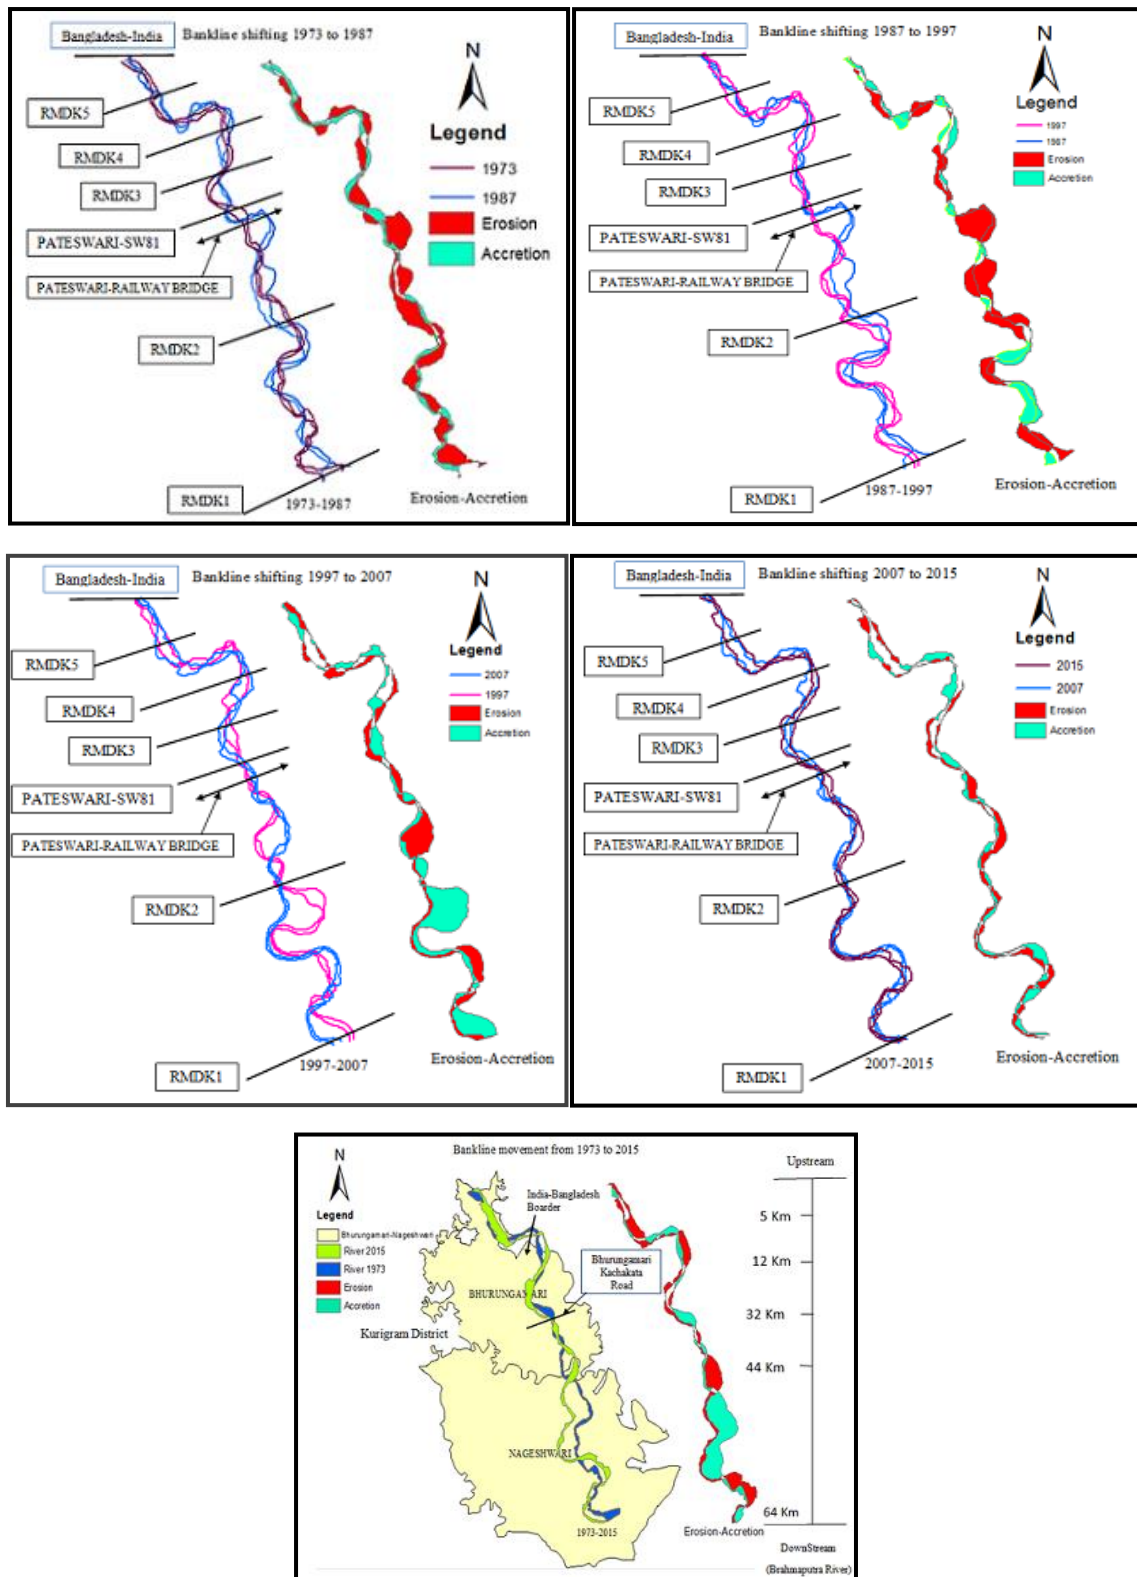 Bangladesh-India
Bankline shifting 1973 to 1987
N
RMDK5
RMDK4
RMDK3
PATESWARI-SW81
PATESWARI-RAILWAY BRIDGE
RMDK2
RMDK1
1973-1987
Legend
1973
1987
Erosion
Accretion
Erosion-Accretion
Bangladesh-India
Bankline shifting 1987 to 1997
N
RMDK5
RMDK4
RMDK3
PATESWARI-SW81
PATESWARI-RAILWAY BRIDGE
RMDK2
RMDK1
1987-1997
Legend
1997
1987
Erosion
Accretion
Erosion-Accretion
Bangladesh-India
Bankline shifting 1997 to 2007
N
RMDK5
RMDK4
RMDK3
PATESWARI-SW81
PATESWARI-RAILWAY BRIDGE
RMDK2
RMDK1
1997-2007
Legend
2007
1997
Erosion
Accretion
Erosion-Accretion
Bangladesh-India
Bankline shifting 2007 to 2015
N
RMDK5
RMDK4
RMDK3
PATESWARI-SW81
PATESWARI-RAILWAY BRIDGE
RMDK2
RMDK1
2007-2015
Legend
2015
2007
Erosion
Accretion
Erosion-Accretion
Bankline movement from 1973 to 2015
N
Legend
Bhurungamari-Nageshwari
River 2015
River 1973
Erosion
Accretion
India-Bangladesh
Boarder
Bhurungamari
Kachakata
Road
BHURUNGAMARI
Kurigram District
NAGESHWARI
1973-2015
Erosion-Accretion
Upstream
5 Km
12 Km
32 Km
44 Km
64 Km
DownStream
(Brahmaputra River)